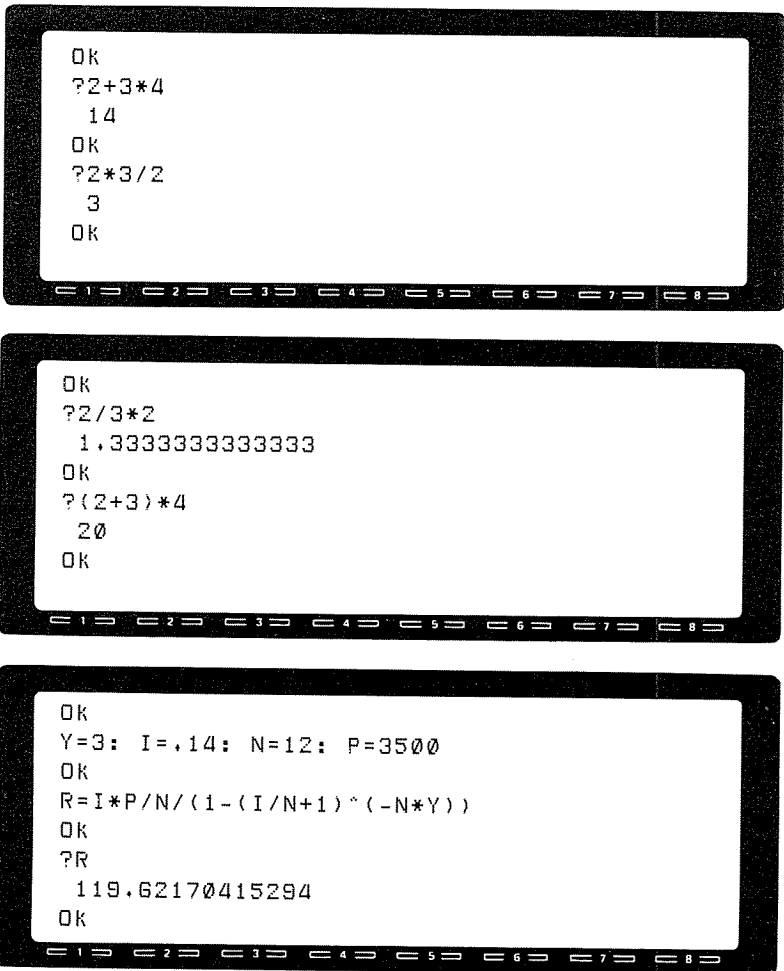 Ok
?2+3*4
 14
Ok
?2*3/2
 3
Ok
1 2 3 4 5 6 7 8
Ok
?2/3*2
 1.3333333333333
Ok
?(2+3)*4
 20
Ok
1 2 3 4 5 6 7 8
Ok
Y=3: I=.14: N=12: P=3500
Ok
R=I*P/N/(1-(I/N+1)^(-N*Y))
Ok
?R
 119.62170415294
Ok
1 2 3 4 5 6 7 8